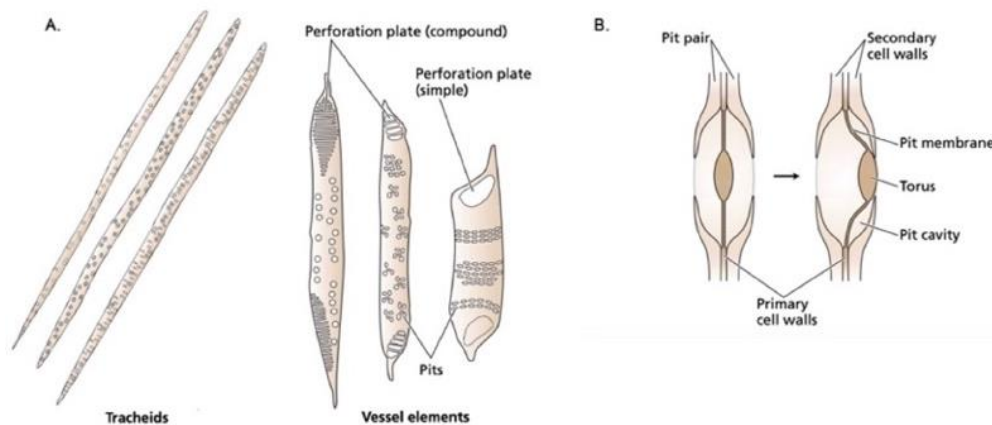 A.
Perforation plate (compound)
Perforation plate
(simple)
Pits
Tracheids
Vessel elements
B.
Pit pair
Secondary
cell walls
Pit membrane
Torus
Pit cavity
Primary
cell walls